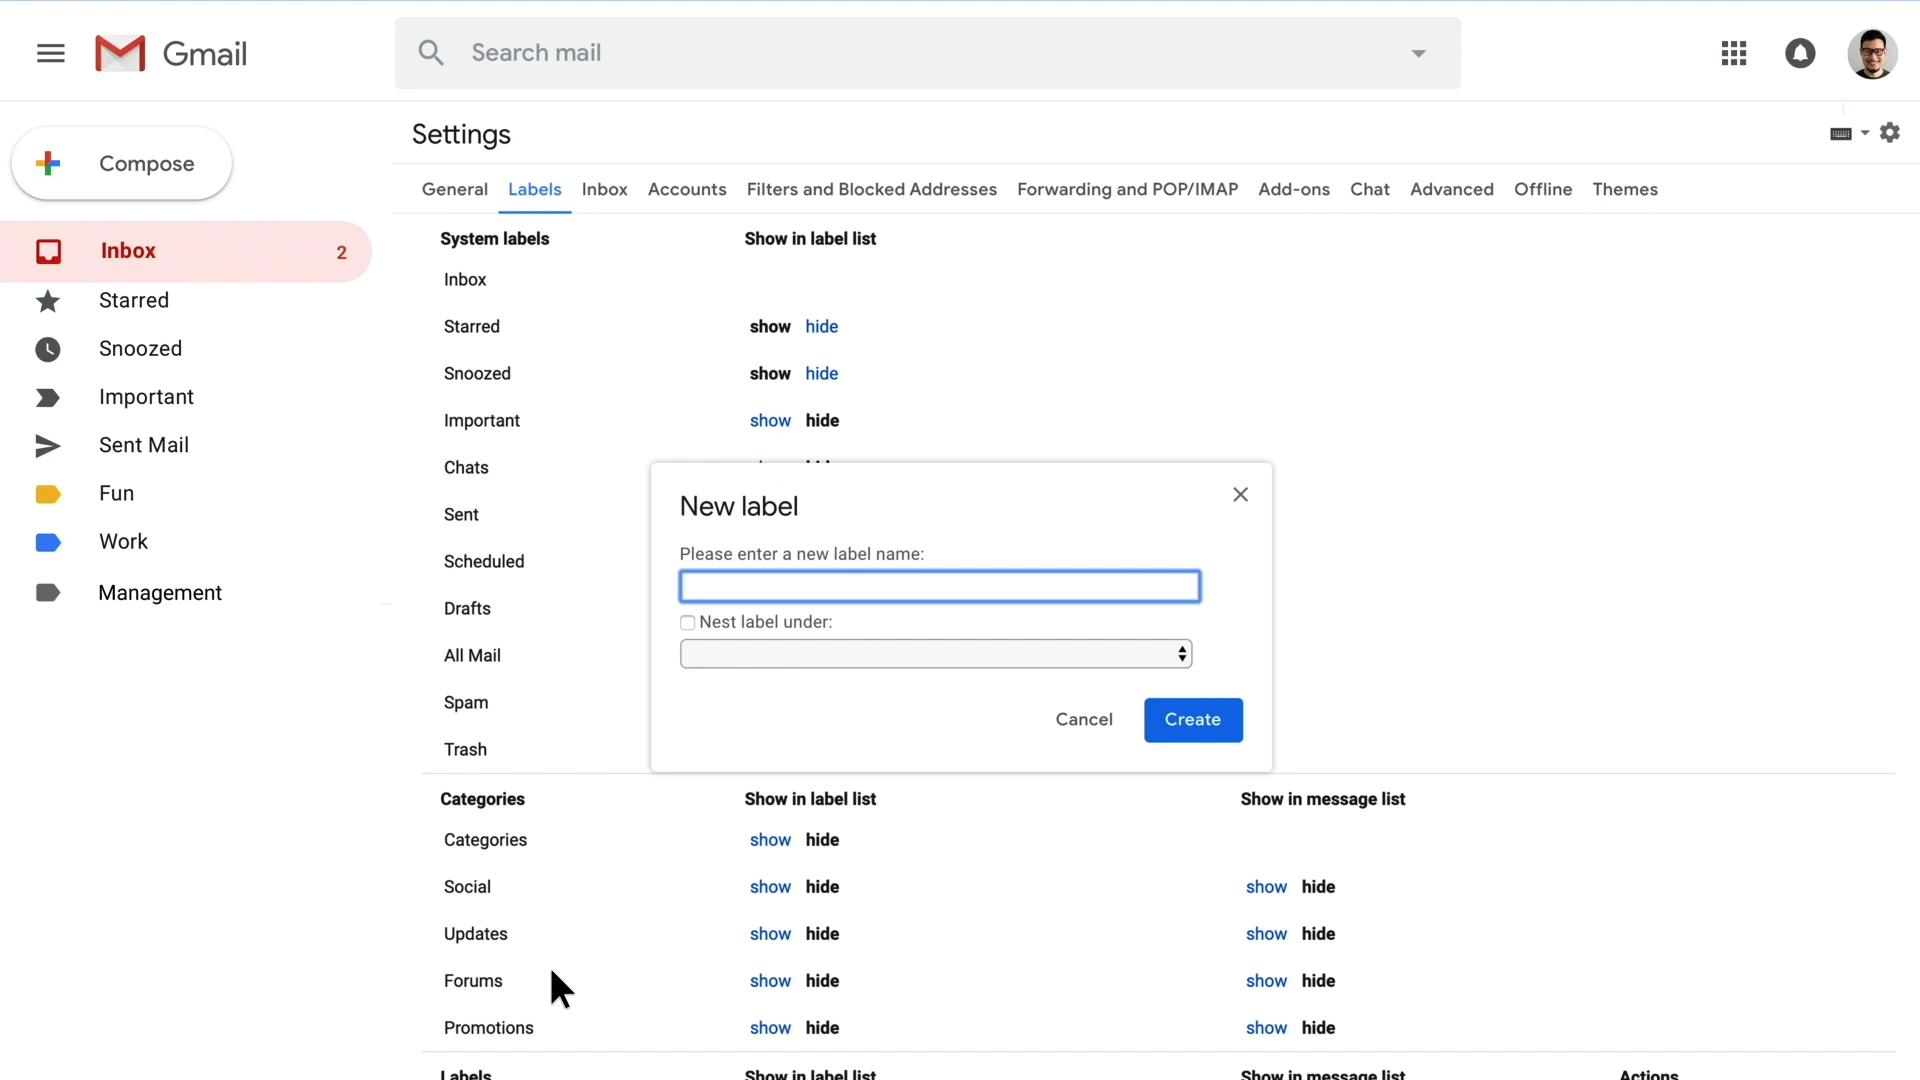 Gmail
Search mail
Compose
Settings
General Labels Inbox Accounts Filters and Blocked Addresses Forwarding and POP/IMAP Add-ons Chat Advanced Offline Themes
Inbox 2
Starred
Snoozed
Important
Sent Mail
Fun
Work
Management
System labels Show in label list
Inbox
Starred show hide
Snoozed show hide
Important show hide
Chats
Sent
Scheduled
Drafts
All Mail
Spam
Trash
New label
Please enter a new label name:
Nest label under:
Cancel Create
Categories Show in label list Show in message list
Categories show hide
Social show hide show hide
Updates show hide show hide
Forums show hide show hide
Promotions show hide show hide
Labels Show in label list Show in message list Actions